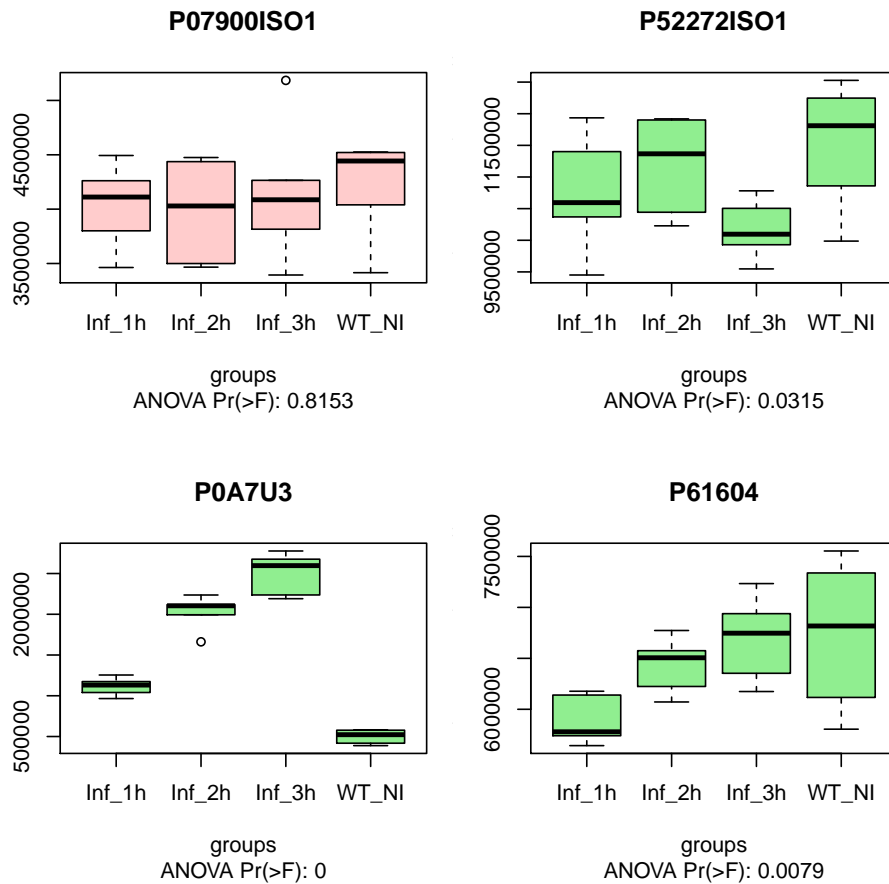 P07900ISO1
4500000
3500000
Inf_1h Inf_2h Inf_3h WT_NI
groups
ANOVA Pr(>F): 0.8153
P52272ISO1
11500000
9500000
Inf_1h Inf_2h Inf_3h WT_NI
groups
ANOVA Pr(>F): 0.0315
P0A7U3
2000000
500000
Inf_1h Inf_2h Inf_3h WT_NI
groups
ANOVA Pr(>F): 0
P61604
7500000
6000000
Inf_1h Inf_2h Inf_3h WT_NI
groups
ANOVA Pr(>F): 0.0079